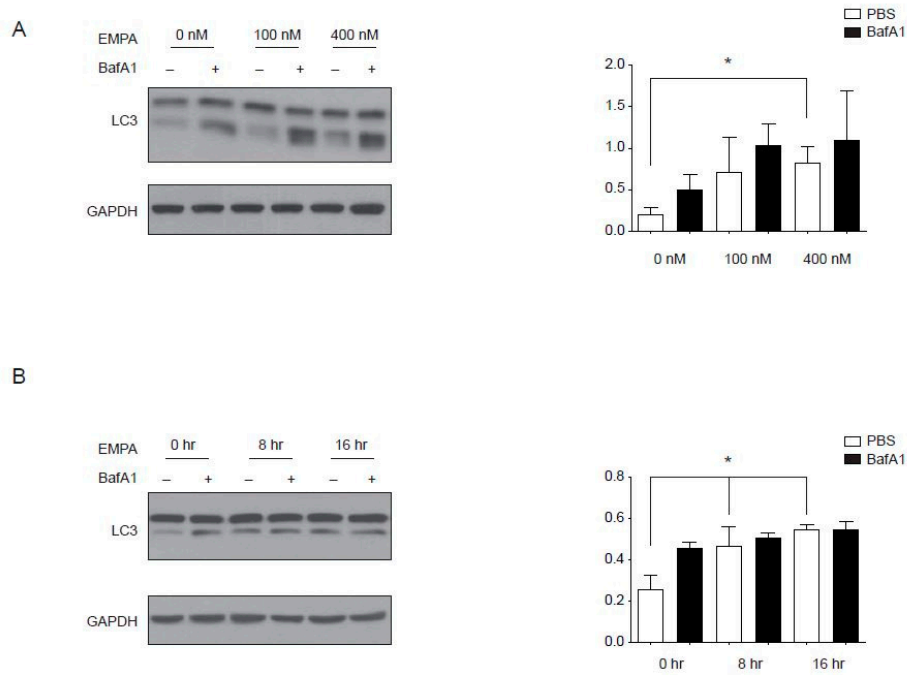 A
EMPA 0 nM 100 nM 400 nM
BafA1 – + – + – +
LC3
GAPDH
PBS
BafA1
*
2.0
1.5
1.0
0.5
0.0
0 nM 100 nM 400 nM
B
EMPA 0 hr 8 hr 16 hr
BafA1 – + – + – +
LC3
GAPDH
PBS
BafA1
*
0.8
0.6
0.4
0.2
0.0
0 hr 8 hr 16 hr